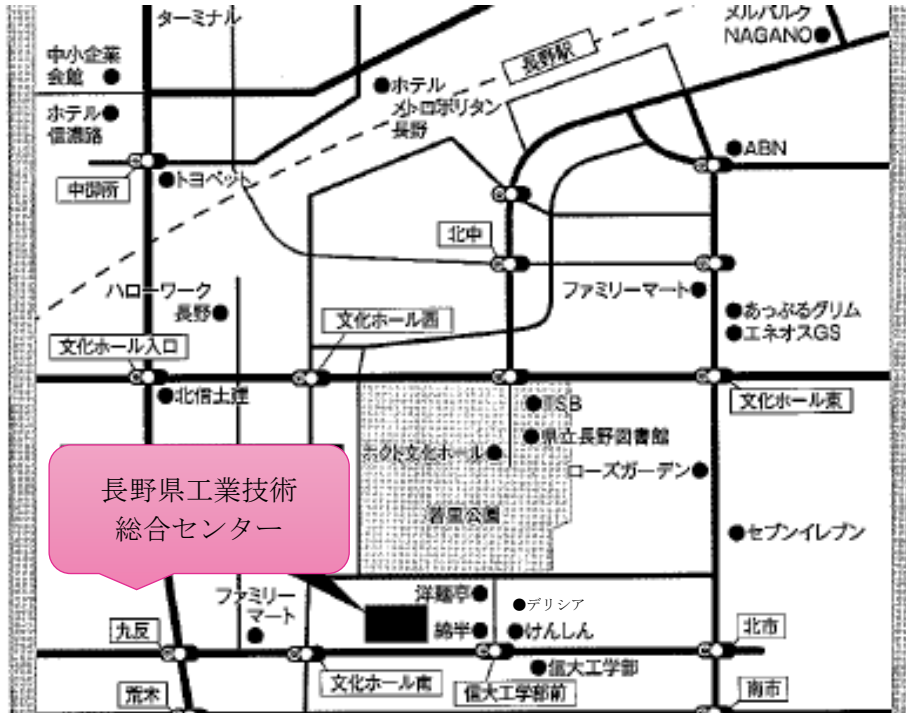 ターミナル
メルパルク
NAGANO
中小企業
会館
長野駅
ホテル
メトロポリタン
長野
ホテル
信濃路
ABN
中御所
トヨペット
北中
ハローワーク
長野
ファミリーマート
あっぷるグリム
エネオスGS
文化ホール西
文化ホール入口
北信土建
文化ホール東
県立長野図書館
ホクト文化ホール
ローズガーデン
長野県工業技術
総合センター
若里公園
セブンイレブン
ファミリー
マート
洋麺亭
デリシア
綿半
けんしん
九反
北市
信大工学部
文化ホール南
信大工学部前
荒木
南市